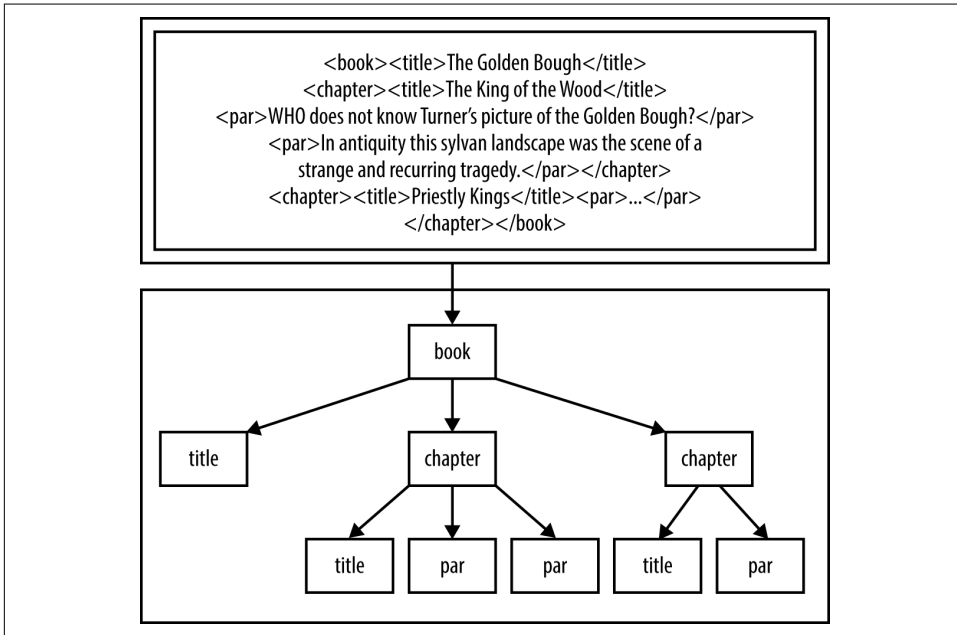 <book><title>The Golden Bough</title>
<chapter><title>The King of the Wood</title>
<par>WHO does not know Turner’s picture of the Golden Bough?</par>
<par>In antiquity this sylvan landscape was the scene of a
strange and recurring tragedy.</par></chapter>
<chapter><title>Priestly Kings</title><par>...</par>
</chapter></book>
book
title
chapter
chapter
title
par
par
title
par